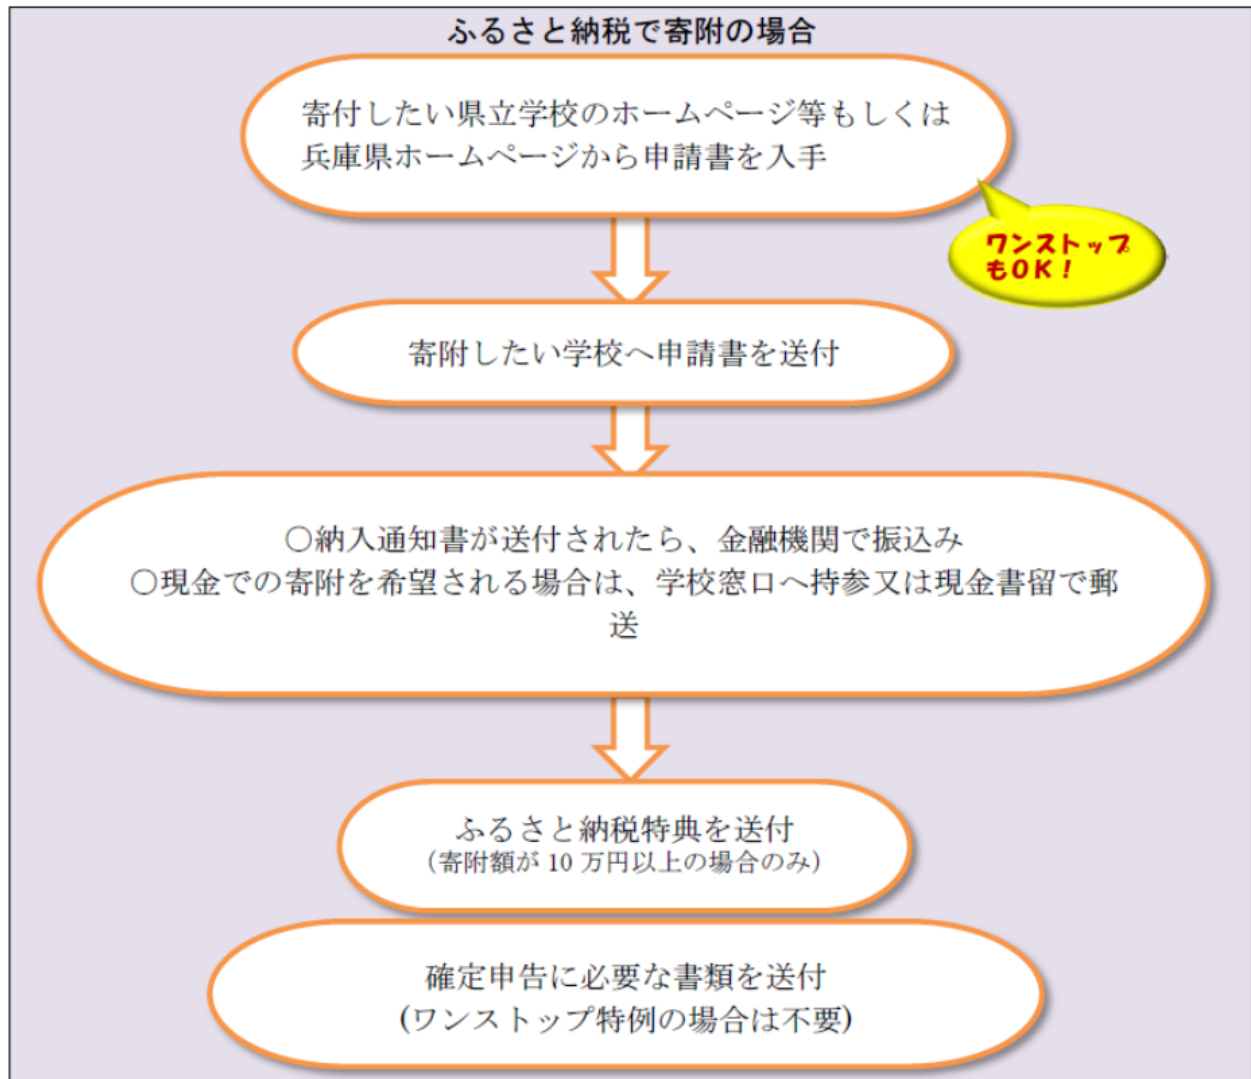 ふるさと納税で寄附の場合
寄付したい県立学校のホームページ等もしくは
兵庫県ホームページから申請書を入手
ワンストップ
もOK！
寄附したい学校へ申請書を送付
○納入通知書が送付されたら、金融機関で振込み
○現金での寄附を希望される場合は、学校窓口へ持参又は現金書留で郵
送
ふるさと納税特典を送付
（寄附額が 10 万円以上の場合のみ）
確定申告に必要な書類を送付
(ワンストップ特例の場合は不要)